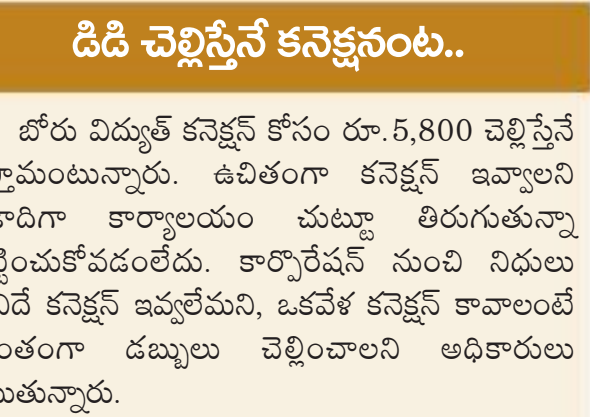 డిడి చెల్లిస్తేనే కనెక్షనంట..
బోరు విద్యుత్ కనెక్షన్ కోసం రూ.5,800 చెల్లిస్తేనే
ఉచితంగా కనెక్షన్ ఇవ్వాలని
కార్యాలయం చుట్టూ తిరుగుతున్నా
కార్పొరేషన్ నుంచి నిధులు
కనెక్షన్ ఇవ్వలేమని, ఒకవేళ కనెక్షన్ కావాలంటే
డబ్బులు చెల్లించాలని అధికారులు